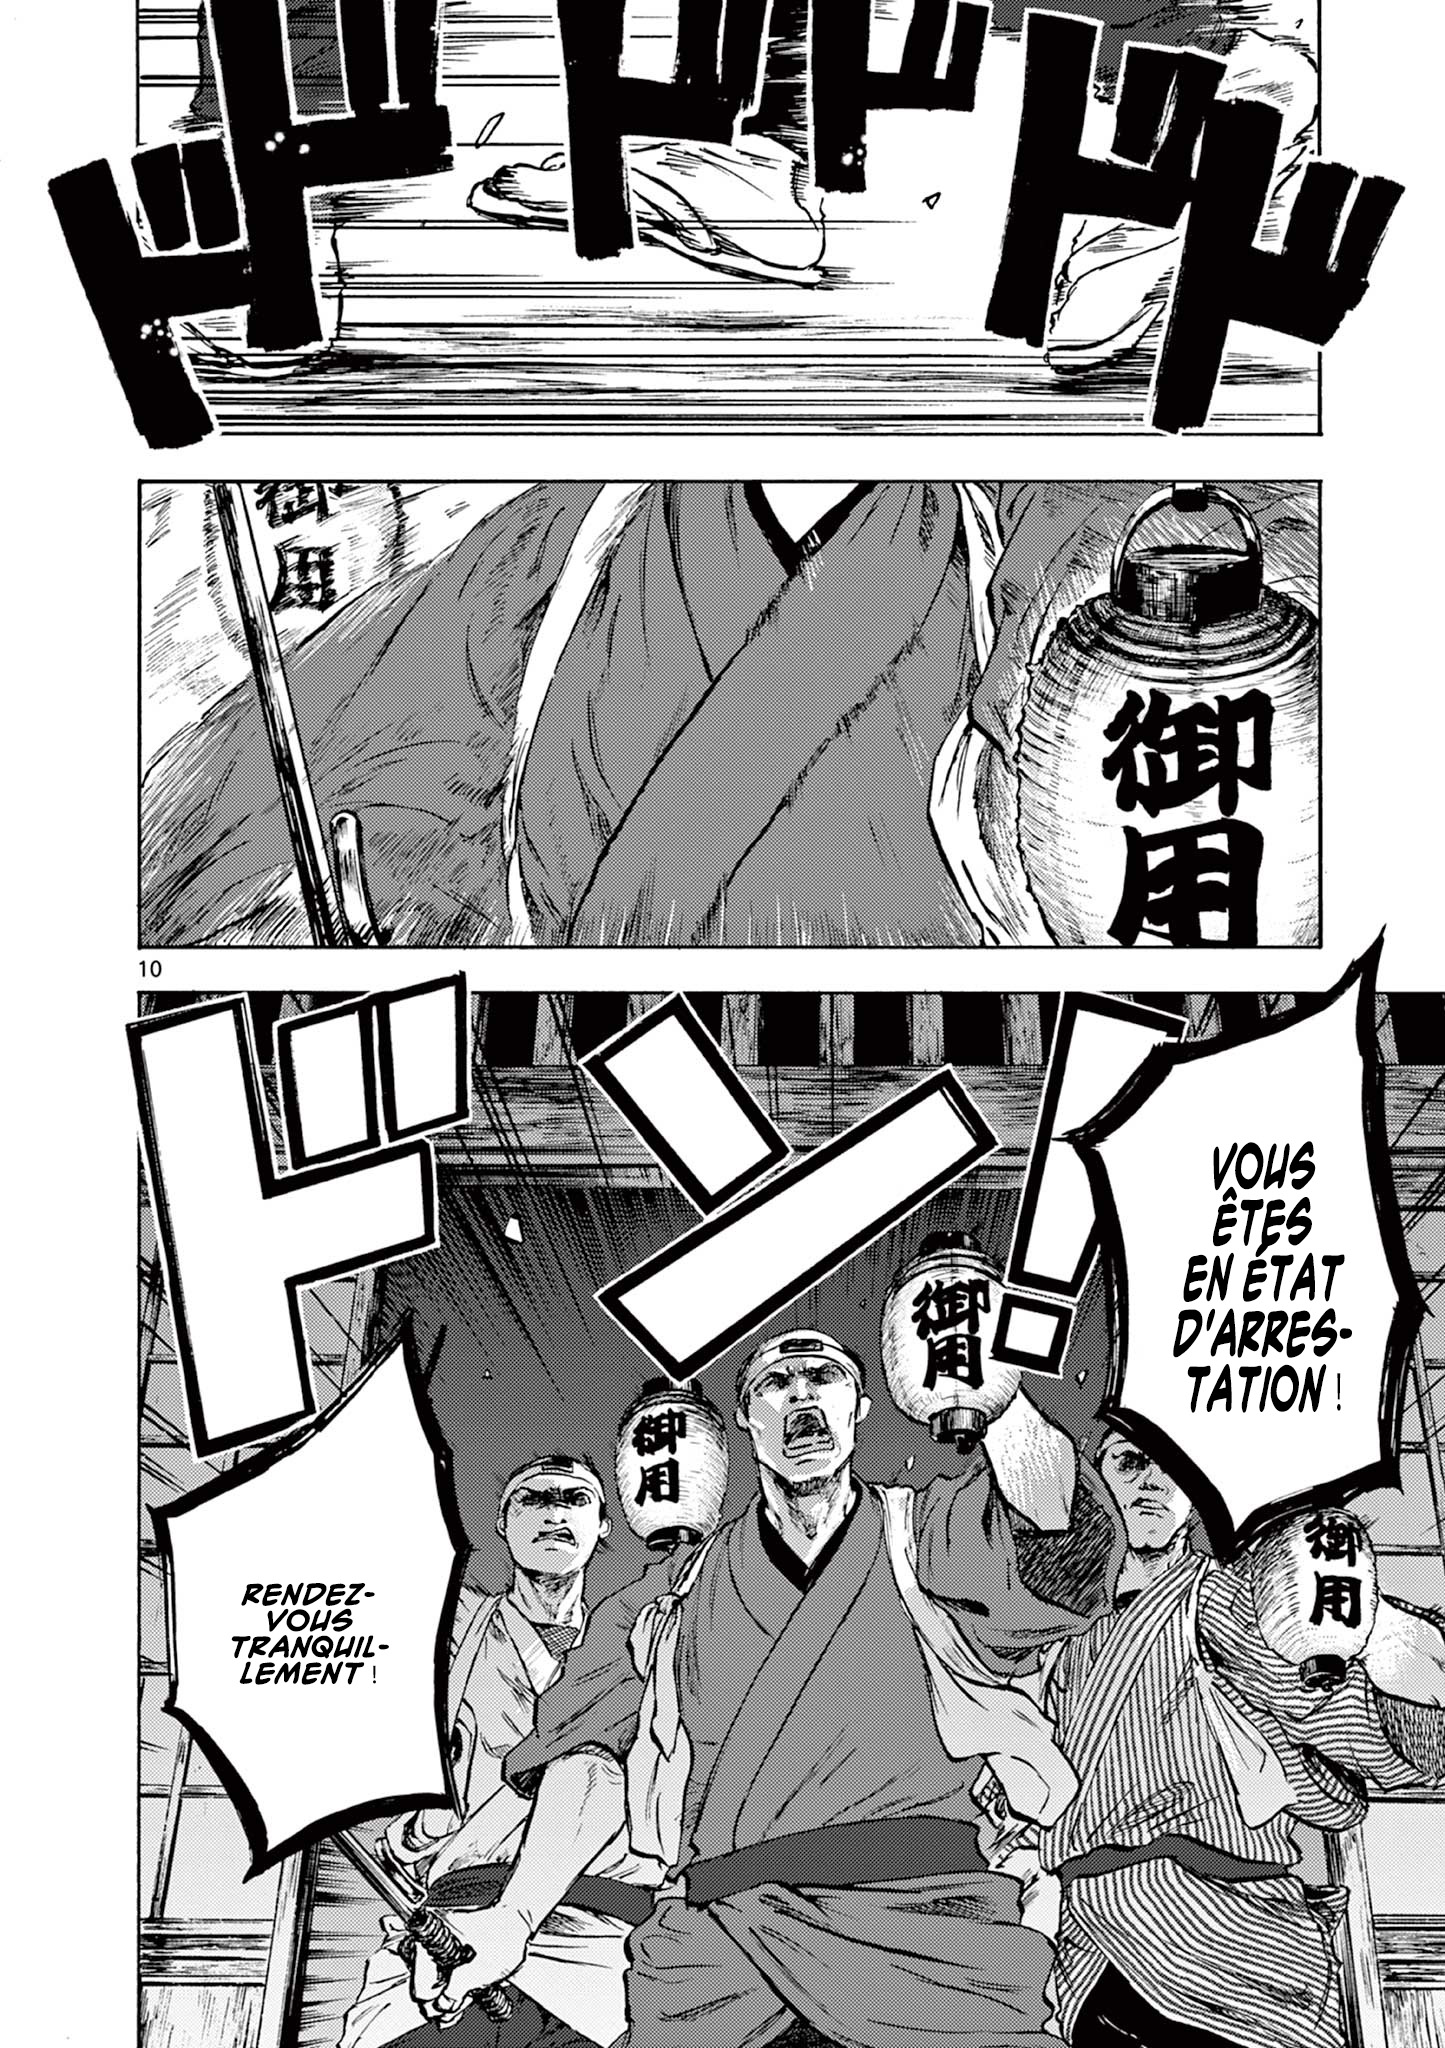 ドドドドドド
御
用
御
用
10
ドン!
VOUS
ÊTES
EN ÉTAT
D'ARRES-
TATION !
御
用
御
用
御
用
RENDEZ-
VOUS
TRANQUIL-
LEMENT !